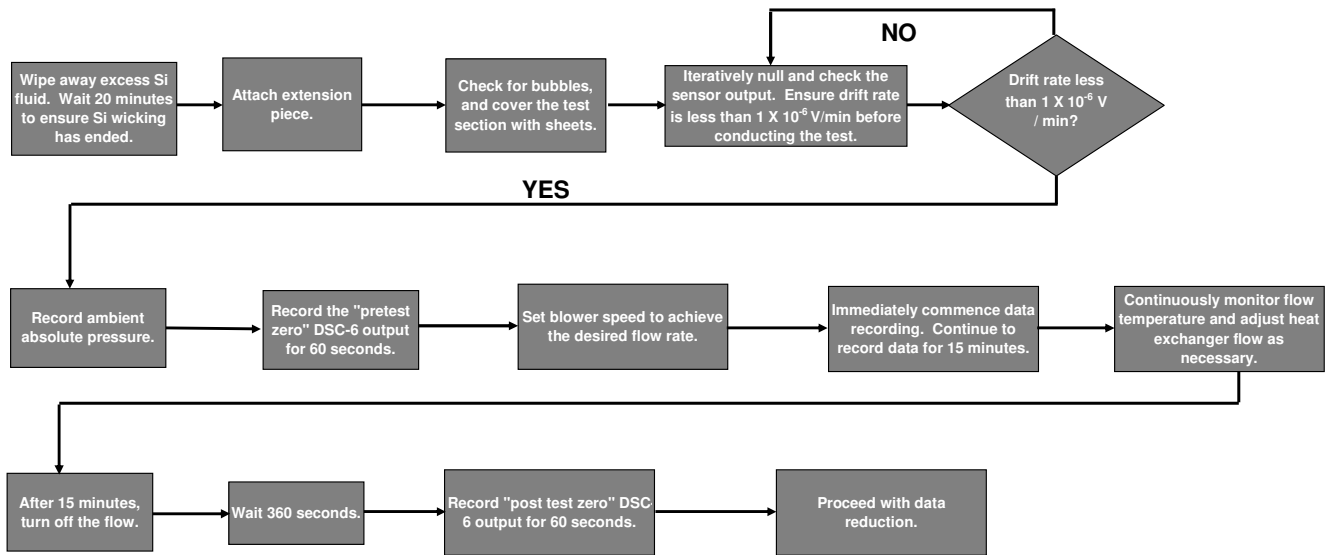 NO
Wipe away excess Si
fluid. Wait 20 minutes
to ensure Si wicking
has ended.
Attach extension
piece.
Check for bubbles,
and cover the test
section with sheets.
Iteratively null and check the
sensor output. Ensure drift rate
is less than 1 X 10⁻⁶ V/min before
conducting the test.
Drift rate less
than 1 X 10⁻⁶ V
/ min?
YES
Record ambient
absolute pressure.
Record the "pretest
zero" DSC-6 output
for 60 seconds.
Set blower speed to achieve
the desired flow rate.
Immediately commence data
recording. Continue to
record data for 15 minutes.
Continuously monitor flow
temperature and adjust heat
exchanger flow as
necessary.
After 15 minutes,
turn off the flow.
Wait 360 seconds.
Record "post test zero" DSC-
6 output for 60 seconds.
Proceed with data
reduction.